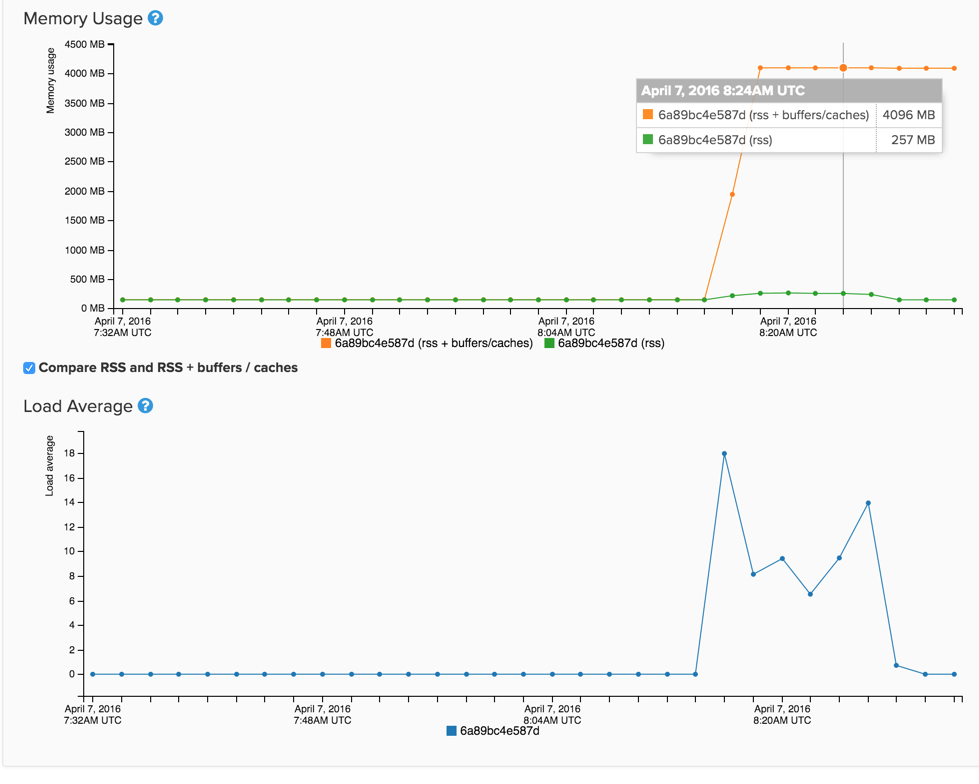 Memory Usage ?
Memory usage
4500 MB
4000 MB
3500 MB
3000 MB
2500 MB
2000 MB
1500 MB
1000 MB
500 MB
0 MB
April 7, 2016 8:24AM UTC
6a89bc4e587d (rss + buffers/caches) 4096 MB
6a89bc4e587d (rss) 257 MB
April 7, 2016 April 7, 2016 April 7, 2016 April 7, 2016
7:32AM UTC 7:48AM UTC 8:04AM UTC 8:20AM UTC
6a89bc4e587d (rss + buffers/caches) 6a89bc4e587d (rss)
Compare RSS and RSS + buffers / caches
Load Average ?
Load average
18
16
14
12
10
8
6
4
2
0
April 7, 2016 April 7, 2016 April 7, 2016 April 7, 2016
7:32AM UTC 7:48AM UTC 8:04AM UTC 8:20AM UTC
6a89bc4e587d